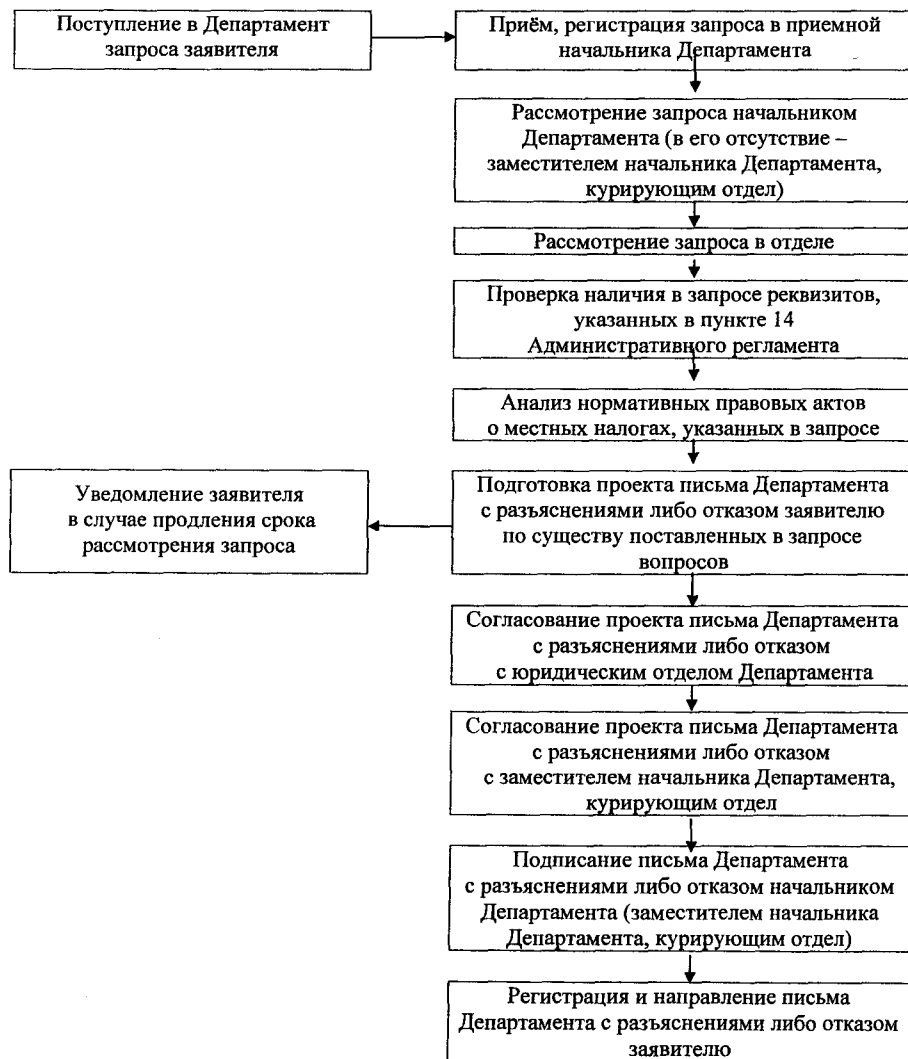 Поступление в Департамент
запроса заявителя
Приём, регистрация запроса в приемной
начальника Департамента
Рассмотрение запроса начальником
Департамента (в его отсутствие –
заместителем начальника Департамента,
курирующим отдел)
Рассмотрение запроса в отделе
Проверка наличия в запросе реквизитов,
указанных в пункте 14
Административного регламента
Анализ нормативных правовых актов
о местных налогах, указанных в запросе
Уведомление заявителя
в случае продления срока
рассмотрения запроса
Подготовка проекта письма Департамента
с разъяснениями либо отказом заявителю
по существу поставленных в запросе
вопросов
Согласование проекта письма Департамента
с разъяснениями либо отказом
с юридическим отделом Департамента
Согласование проекта письма Департамента
с разъяснениями либо отказом
с заместителем начальника Департамента,
курирующим отдел
Подписание письма Департамента
с разъяснениями либо отказом начальником
Департамента (заместителем начальника
Департамента, курирующим отдел)
Регистрация и направление письма
Департамента с разъяснениями либо отказом
заявителю